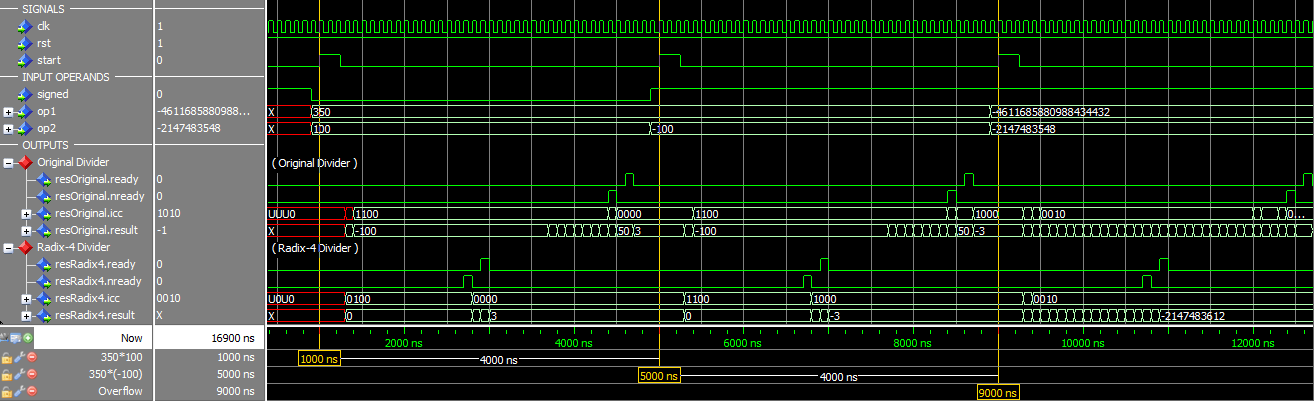 SIGNALS
clk 1
rst 1
start 0
INPUT OPERANDS
signed 0
op1 -4611685880988... X 350 -4611685880988434432
op2 -2147483548 X 100 -100 -2147483548
OUTPUTS
Original Divider ( Original Divider )
resOriginal.ready 0
resOriginal.nready 0
resOriginal.icc 1010 UUU0 1100 0000 1100 1000 0010 0...
resOriginal.result -1 X -100 50 3 -100 50 -3
Radix-4 Divider ( Radix-4 Divider )
resRadix4.ready 0
resRadix4.nready 0
resRadix4.icc 0010 U0U0 0100 0000 1100 1000 0010
resRadix4.result X X 0 3 0 -3 -2147483612
Now 16900 ns 2000 ns 4000 ns 6000 ns 8000 ns 10000 ns 12000 ns
350*100 1000 ns 1000 ns 4000 ns
350*(-100) 5000 ns 5000 ns 4000 ns
Overflow 9000 ns 9000 ns